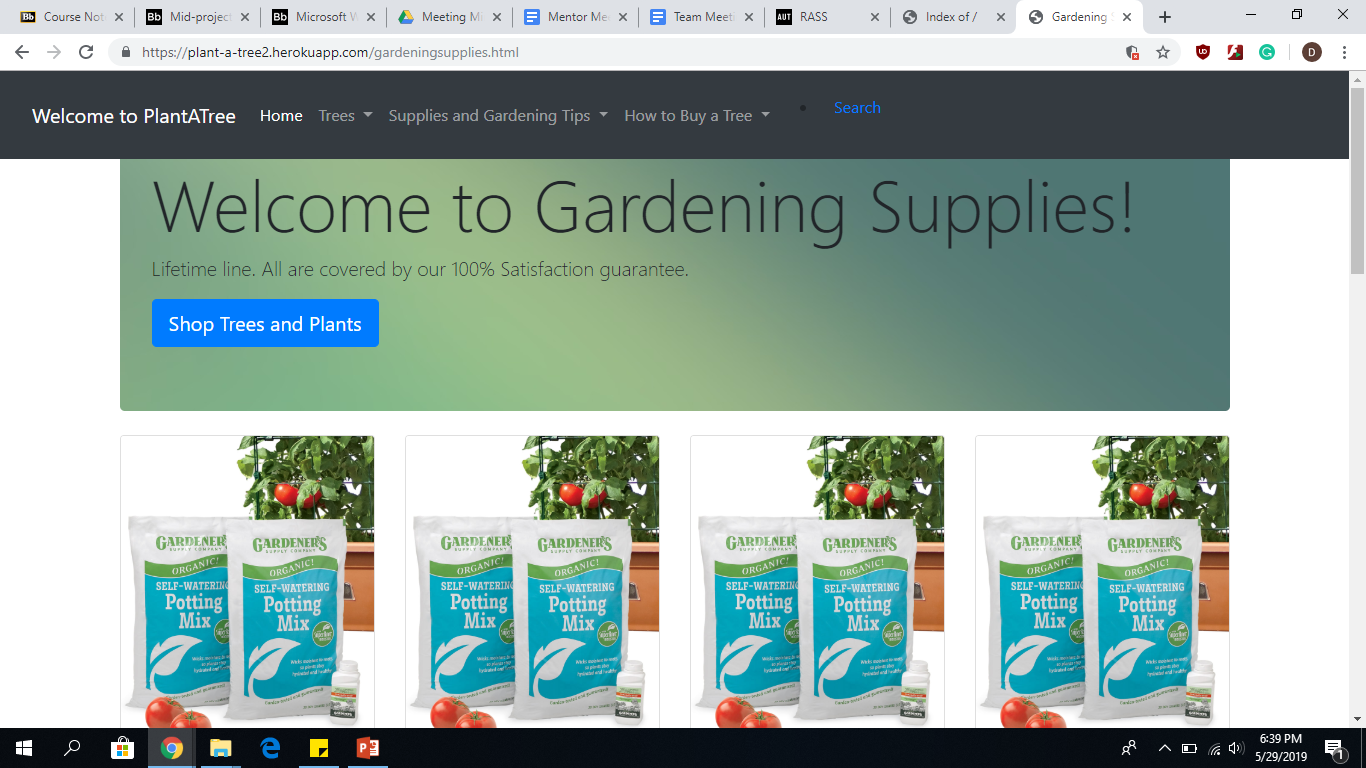 Course Not
Mid-project
Microsoft W
Meeting Mi
Mentor Me
Team Meeti
RASS
Index of /
Gardening S
https://plant-a-tree2.herokuapp.com/gardeningsupplies.html
Welcome to PlantATree
Home
Trees
Supplies and Gardening Tips
How to Buy a Tree
Search
Welcome to Gardening Supplies!
Lifetime line. All are covered by our 100% Satisfaction guarantee.
Shop Trees and Plants
GARDENER'S
SUPPLY COMPANY
ORGANIC!
SELF-WATERING
Potting
Mix
GARDENER'S
SUPPLY COMPANY
ORGANIC!
SELF-WATERING
Potting
Mix
GARDENER'S
SUPPLY COMPANY
ORGANIC!
SELF-WATERING
Potting
Mix
GARDENER'S
SUPPLY COMPANY
ORGANIC!
SELF-WATERING
Potting
Mix
GARDENER'S
SUPPLY COMPANY
ORGANIC!
SELF-WATERING
Potting
Mix
GARDENER'S
SUPPLY COMPANY
ORGANIC!
SELF-WATERING
Potting
Mix
GARDENER'S
SUPPLY COMPANY
ORGANIC!
SELF-WATERING
Potting
Mix
GARDENER'S
SUPPLY COMPANY
ORGANIC!
SELF-WATERING
Potting
Mix
6:39 PM
5/29/2019